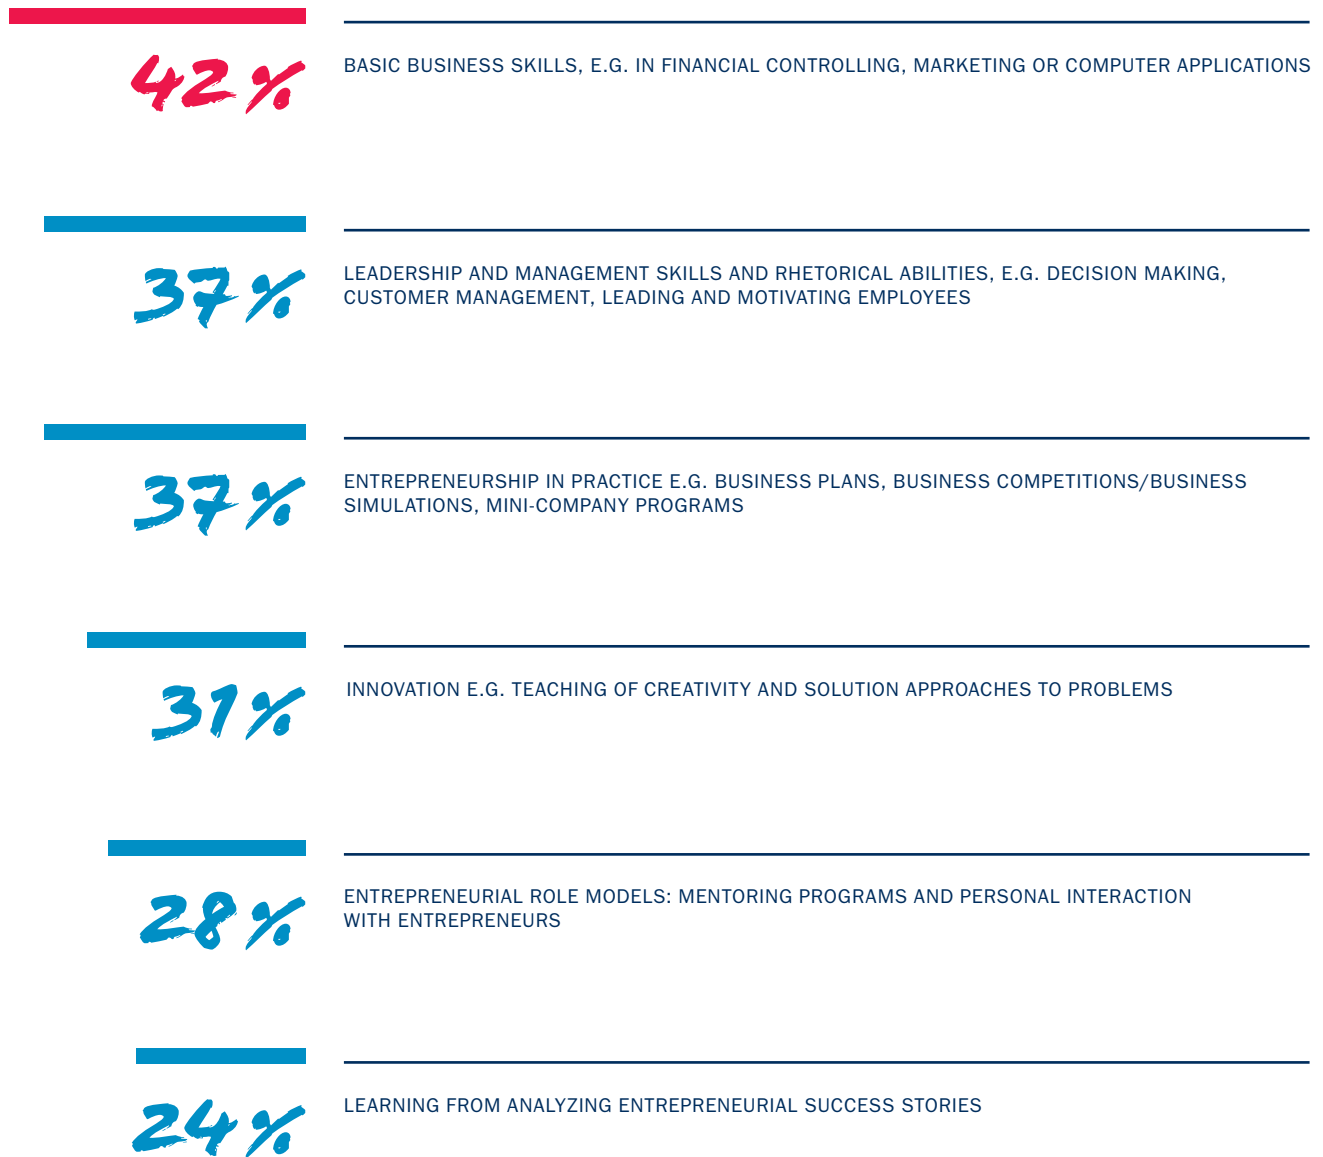 42 %
BASIC BUSINESS SKILLS, E.G. IN FINANCIAL CONTROLLING, MARKETING OR COMPUTER APPLICATIONS
37 %
LEADERSHIP AND MANAGEMENT SKILLS AND RHETORICAL ABILITIES, E.G. DECISION MAKING,
CUSTOMER MANAGEMENT, LEADING AND MOTIVATING EMPLOYEES
37 %
ENTREPRENEURSHIP IN PRACTICE E.G. BUSINESS PLANS, BUSINESS COMPETITIONS/BUSINESS
SIMULATIONS, MINI-COMPANY PROGRAMS
31 %
INNOVATION E.G. TEACHING OF CREATIVITY AND SOLUTION APPROACHES TO PROBLEMS
28 %
ENTREPRENEURIAL ROLE MODELS: MENTORING PROGRAMS AND PERSONAL INTERACTION
WITH ENTREPRENEURS
24 %
LEARNING FROM ANALYZING ENTREPRENEURIAL SUCCESS STORIES